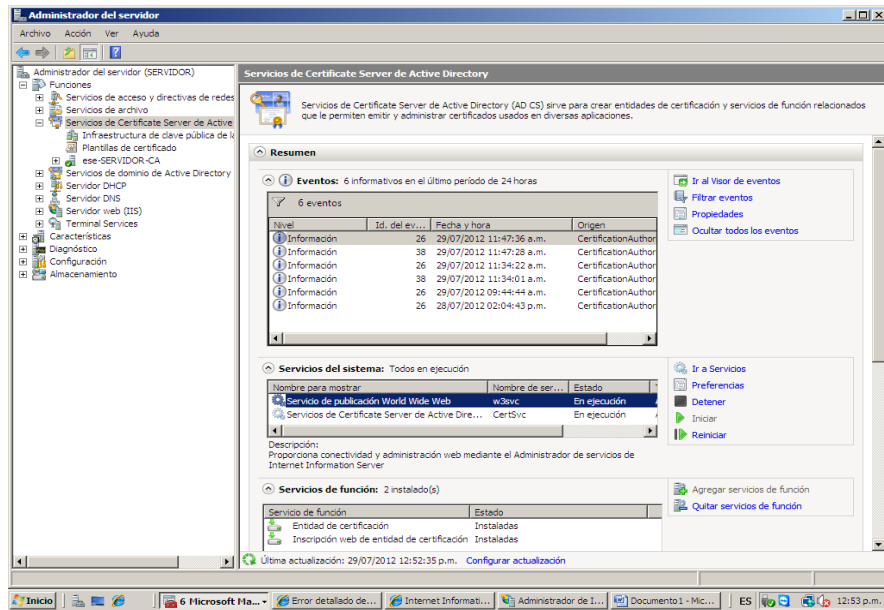 Administrador del servidor
Archivo Acción Ver Ayuda
Administrador del servidor (SERVIDOR)
Funciones
Servicios de acceso y directivas de redes
Servicios de archivo
Servicios de Certificate Server de Active
Infraestructura de clave pública de la
Plantillas de certificado
ese-SERVIDOR-CA
Servicios de dominio de Active Directory
Servidor DHCP
Servidor DNS
Servidor web (IIS)
Terminal Services
Características
Diagnóstico
Configuración
Almacenamiento
Servicios de Certificate Server de Active Directory
Servicios de Certificate Server de Active Directory (AD CS) sirve para crear entidades de certificación y servicios de función relacionados
que le permiten emitir y administrar certificados usados en diversas aplicaciones.
Resumen
Eventos: 6 informativos en el último período de 24 horas
6 eventos
Nivel Id. del ev... Fecha y hora Origen
Información 26 29/07/2012 11:47:36 a.m. CertificationAuthor
Información 38 29/07/2012 11:47:28 a.m. CertificationAuthor
Información 26 29/07/2012 11:34:22 a.m. CertificationAuthor
Información 38 29/07/2012 11:34:01 a.m. CertificationAuthor
Información 26 29/07/2012 09:44:44 a.m. CertificationAuthor
Información 26 28/07/2012 02:04:43 p.m. CertificationAuthor
Ir al Visor de eventos
Filtrar eventos
Propiedades
Ocultar todos los eventos
Servicios del sistema: Todos en ejecución
Nombre para mostrar Nombre de ser... Estado
Servicio de publicación World Wide Web w3svc En ejecución
Servicios de Certificate Server de Active Dire... CertSvc En ejecución
Descripción:
Proporciona conectividad y administración web mediante el Administrador de servicios de
Internet Information Server
Ir a Servicios
Preferencias
Detener
Iniciar
Reiniciar
Servicios de función: 2 instalado(s)
Servicio de función Estado
Entidad de certificación Instaladas
Inscripción web de entidad de certificación Instaladas
Agregar servicios de función
Quitar servicios de función
Última actualización: 29/07/2012 12:52:35 p.m. Configurar actualización
Inicio 6 Microsoft Ma... Error detallado de... Internet Informati... Administrador de I... Documento1 - Mic... ES 12:53 p.m.